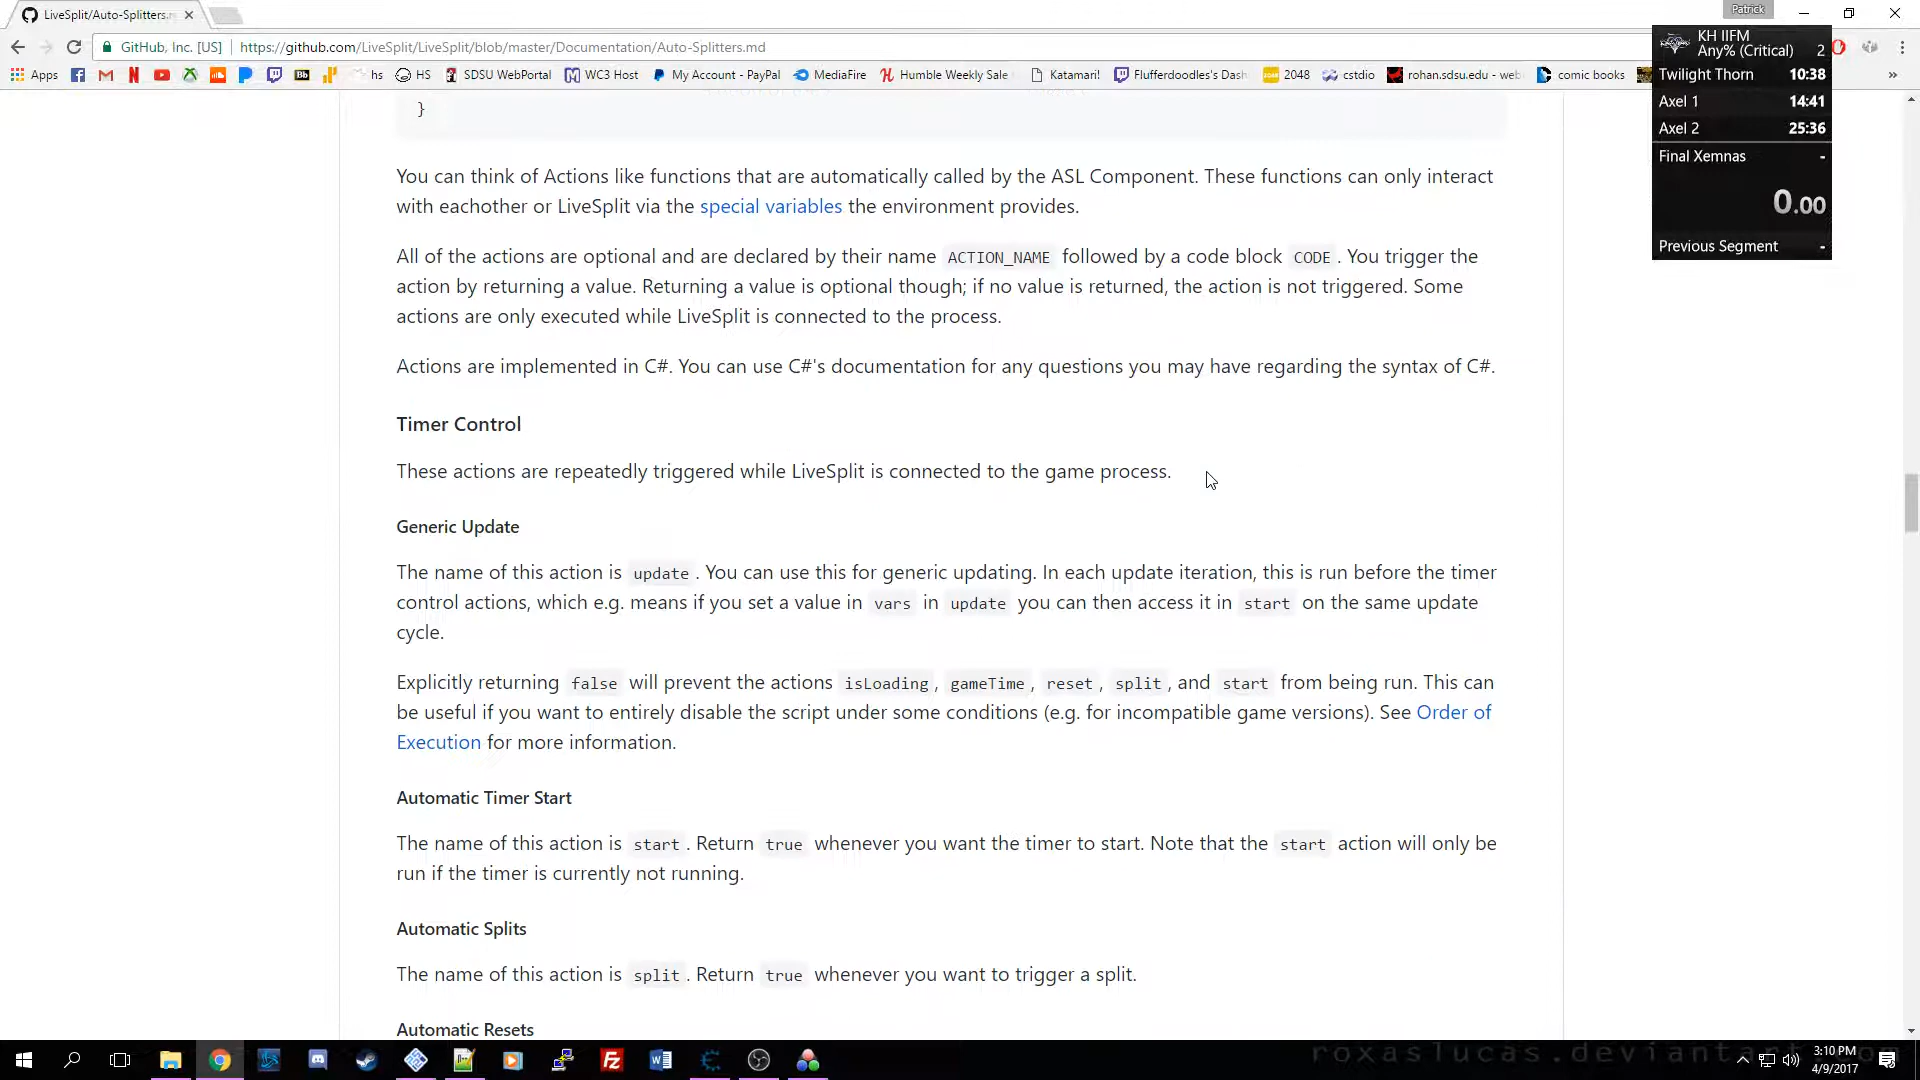 LiveSplit/Auto-Splitters.
Patrick
GitHub, Inc. [US]
https://github.com/LiveSplit/LiveSplit/blob/master/Documentation/Auto-Splitters.md
Apps
hs
HS
SDSU WebPortal
WC3 Host
My Account - PayPal
MediaFire
Humble Weekly Sale
Katamari!
Flufferdoodles's Dash
2048
cstdio
rohan.sdsu.edu - web
comic books
KH IIFM
Any% (Critical) 2
Twilight Thorn 10:38
Axel 1 14:41
Axel 2 25:36
Final Xemnas -
0.00
Previous Segment -
}
You can think of Actions like functions that are automatically called by the ASL Component. These functions can only interact
with eachother or LiveSplit via the special variables the environment provides.
All of the actions are optional and are declared by their name ACTION_NAME followed by a code block CODE . You trigger the
action by returning a value. Returning a value is optional though; if no value is returned, the action is not triggered. Some
actions are only executed while LiveSplit is connected to the process.
Actions are implemented in C#. You can use C#'s documentation for any questions you may have regarding the syntax of C#.
Timer Control
These actions are repeatedly triggered while LiveSplit is connected to the game process.
Generic Update
The name of this action is update . You can use this for generic updating. In each update iteration, this is run before the timer
control actions, which e.g. means if you set a value in vars in update you can then access it in start on the same update
cycle.
Explicitly returning false will prevent the actions isLoading , gameTime , reset , split , and start from being run. This can
be useful if you want to entirely disable the script under some conditions (e.g. for incompatible game versions). See Order of
Execution for more information.
Automatic Timer Start
The name of this action is start . Return true whenever you want the timer to start. Note that the start action will only be
run if the timer is currently not running.
Automatic Splits
The name of this action is split . Return true whenever you want to trigger a split.
Automatic Resets
roxaslucas.deviantart.com
3:10 PM
4/9/2017